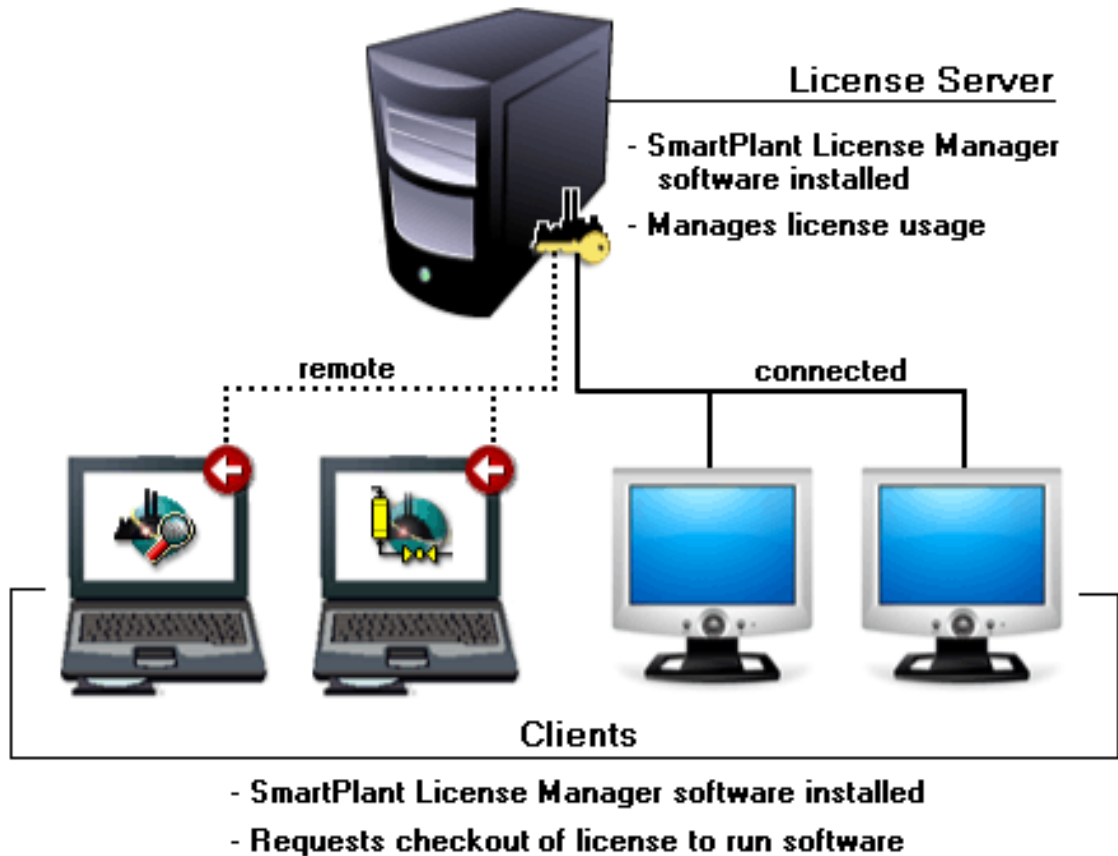 License Server
- SmartPlant License Manager
software installed
- Manages license usage
remote
connected
Clients
- SmartPlant License Manager software installed
- Requests checkout of license to run software